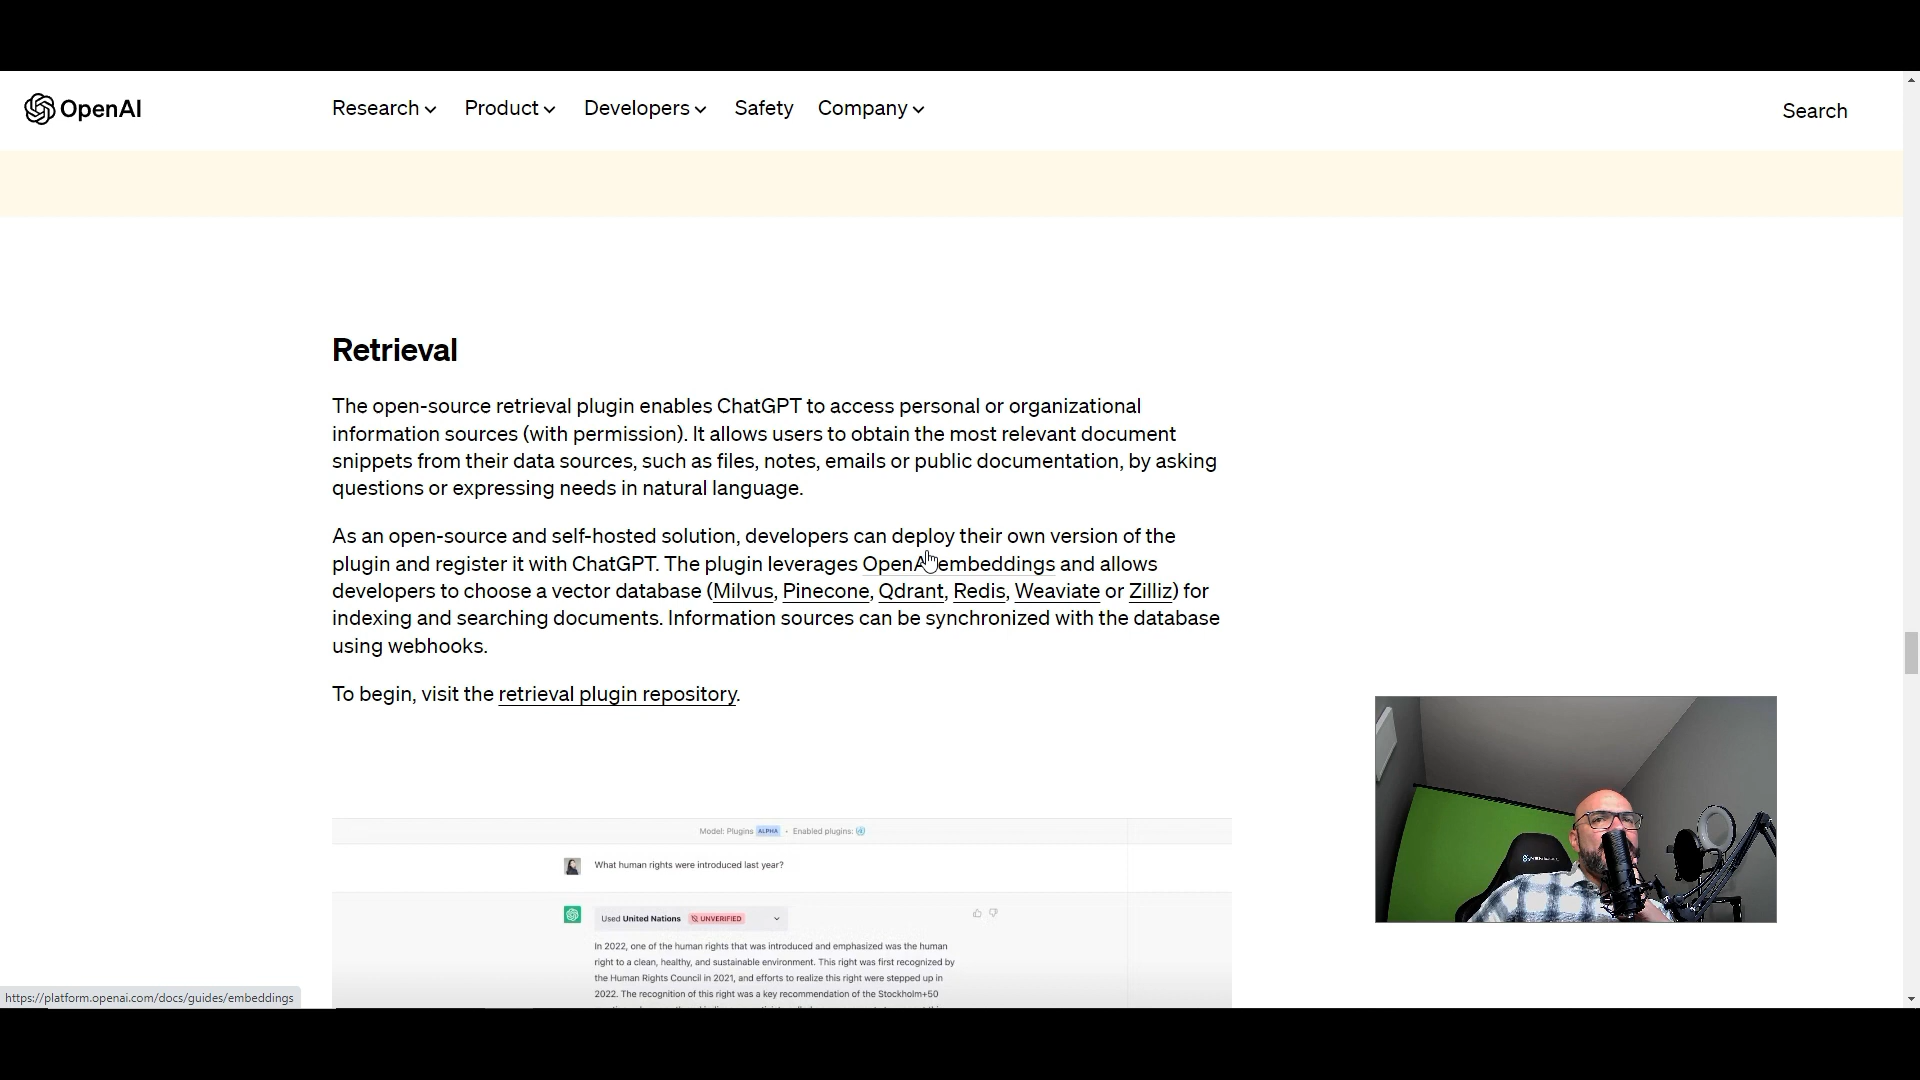 OpenAI
Research Product Developers Safety Company
Search
Retrieval
The open-source retrieval plugin enables ChatGPT to access personal or organizational
information sources (with permission). It allows users to obtain the most relevant document
snippets from their data sources, such as files, notes, emails or public documentation, by asking
questions or expressing needs in natural language.
As an open-source and self-hosted solution, developers can deploy their own version of the
plugin and register it with ChatGPT. The plugin leverages OpenAI embeddings and allows
developers to choose a vector database (Milvus, Pinecone, Qdrant, Redis, Weaviate or Zilliz) for
indexing and searching documents. Information sources can be synchronized with the database
using webhooks.
To begin, visit the retrieval plugin repository.
Model: Plugins ALPHA • Enabled plugins:
What human rights were introduced last year?
Used United Nations UNVERIFIED
In 2022, one of the human rights that was introduced and emphasized was the human
right to a clean, healthy, and sustainable environment. This right was first recognized by
the Human Rights Council in 2021, and efforts to realize this right were stepped up in
2022. The recognition of this right was a key recommendation of the Stockholm+50
https://platform.openai.com/docs/guides/embeddings